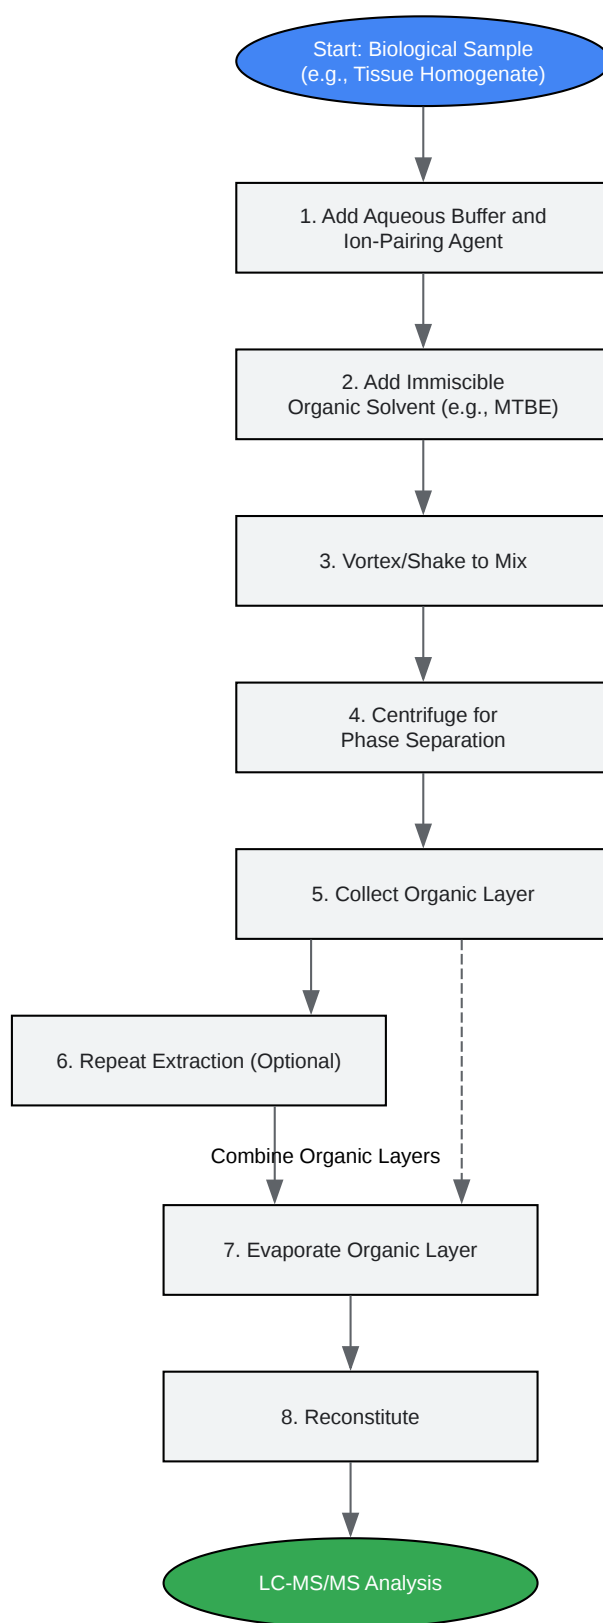 Start: Biological Sample
(e.g., Tissue Homogenate)
1. Add Aqueous Buffer and
Ion-Pairing Agent
2. Add Immiscible
Organic Solvent (e.g., MTBE)
3. Vortex/Shake to Mix
4. Centrifuge for
Phase Separation
5. Collect Organic Layer
6. Repeat Extraction (Optional)
Combine Organic Layers
7. Evaporate Organic Layer
8. Reconstitute
LC-MS/MS Analysis